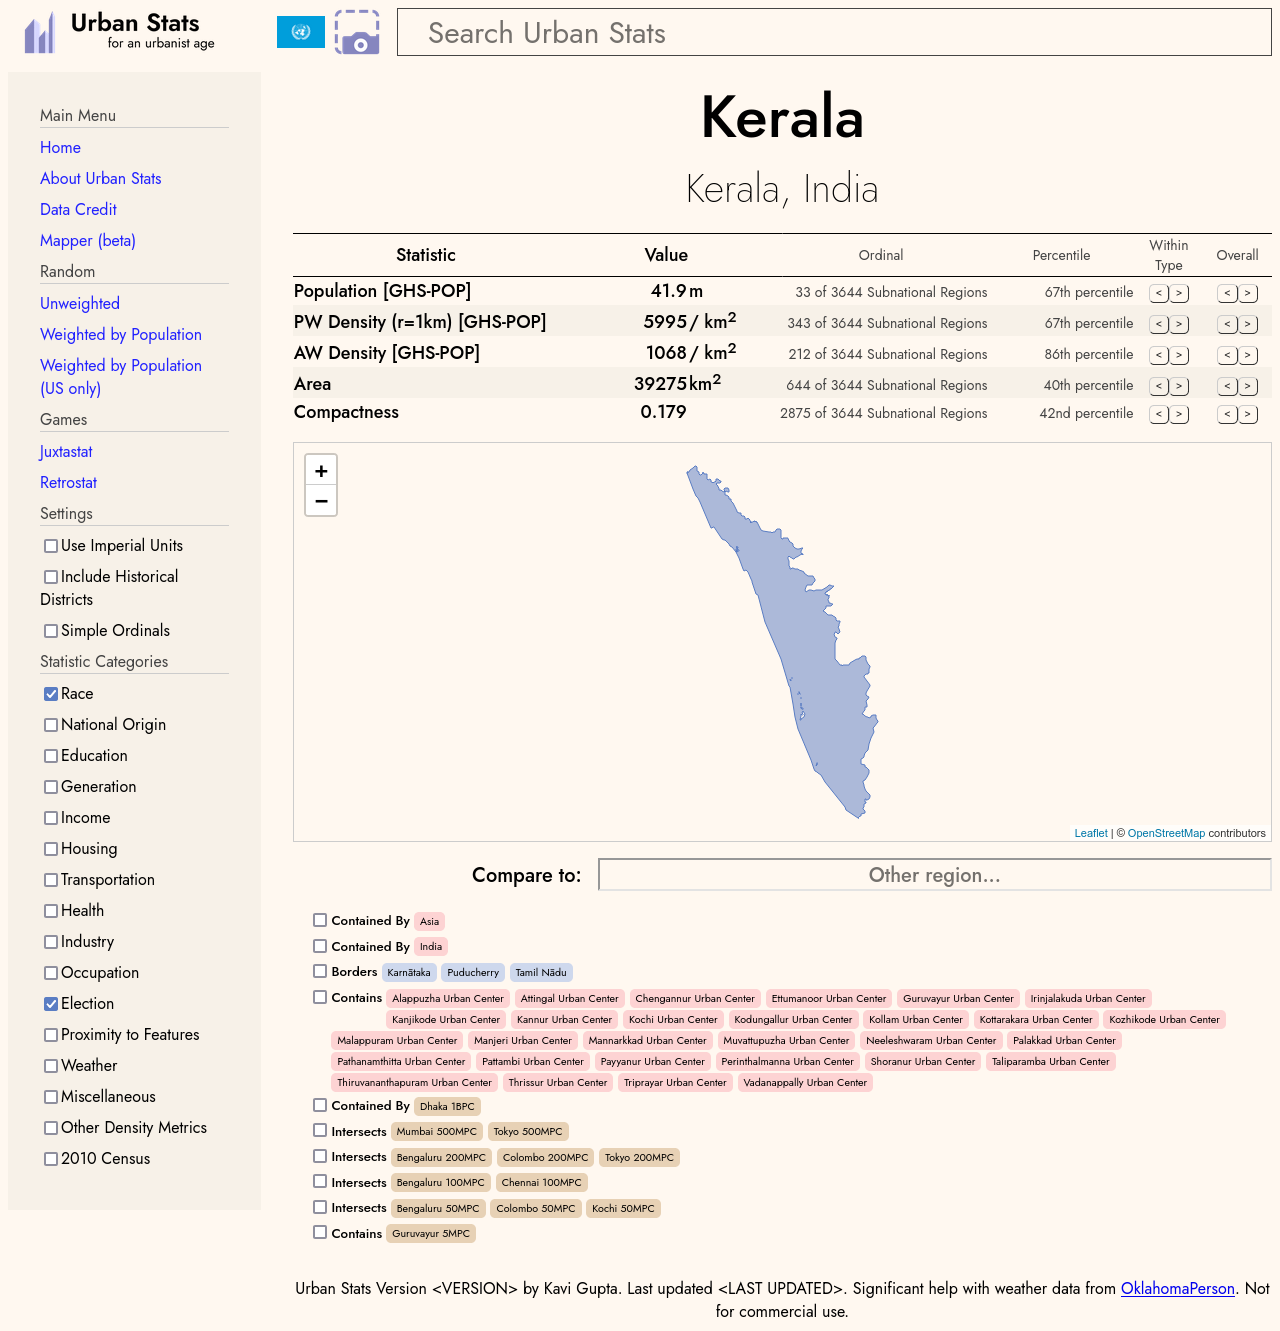 Urban Stats
for an urbanist age
Search Urban Stats
Main Menu
Home
About Urban Stats
Data Credit
Mapper (beta)
Random
Unweighted
Weighted by Population
Weighted by Population
(US only)
Games
Juxtastat
Retrostat
Settings
Use Imperial Units
Include Historical
Districts
Simple Ordinals
Statistic Categories
Race
National Origin
Education
Generation
Income
Housing
Transportation
Health
Industry
Occupation
Election
Proximity to Features
Weather
Miscellaneous
Other Density Metrics
2010 Census
Kerala
Kerala, India
Statistic Value Ordinal Percentile Within Type Overall
Population [GHS-POP] 41.9 m 33 of 3644 Subnational Regions 67th percentile < > < >
PW Density (r=1km) [GHS-POP] 5995 / km² 343 of 3644 Subnational Regions 67th percentile < > < >
AW Density [GHS-POP] 1068 / km² 212 of 3644 Subnational Regions 86th percentile < > < >
Area 39275 km² 644 of 3644 Subnational Regions 40th percentile < > < >
Compactness 0.179 2875 of 3644 Subnational Regions 42nd percentile < > < >
+
−
Leaflet | © OpenStreetMap contributors
Compare to: Other region...
Contained By Asia
Contained By India
Borders Karnātaka Puducherry Tamil Nādu
Contains Alappuzha Urban Center Attingal Urban Center Chengannur Urban Center Ettumanoor Urban Center Guruvayur Urban Center Irinjalakuda Urban Center
Kanjikode Urban Center Kannur Urban Center Kochi Urban Center Kodungallur Urban Center Kollam Urban Center Kottarakara Urban Center Kozhikode Urban Center
Malappuram Urban Center Manjeri Urban Center Mannarkkad Urban Center Muvattupuzha Urban Center Neeleshwaram Urban Center Palakkad Urban Center
Pathanamthitta Urban Center Pattambi Urban Center Payyanur Urban Center Perinthalmanna Urban Center Shoranur Urban Center Taliparamba Urban Center
Thiruvananthapuram Urban Center Thrissur Urban Center Triprayar Urban Center Vadanappally Urban Center
Contained By Dhaka 1BPC
Intersects Mumbai 500MPC Tokyo 500MPC
Intersects Bengaluru 200MPC Colombo 200MPC Tokyo 200MPC
Intersects Bengaluru 100MPC Chennai 100MPC
Intersects Bengaluru 50MPC Colombo 50MPC Kochi 50MPC
Contains Guruvayur 5MPC
Urban Stats Version <VERSION> by Kavi Gupta. Last updated <LAST UPDATED>. Significant help with weather data from OklahomaPerson. Not
for commercial use.